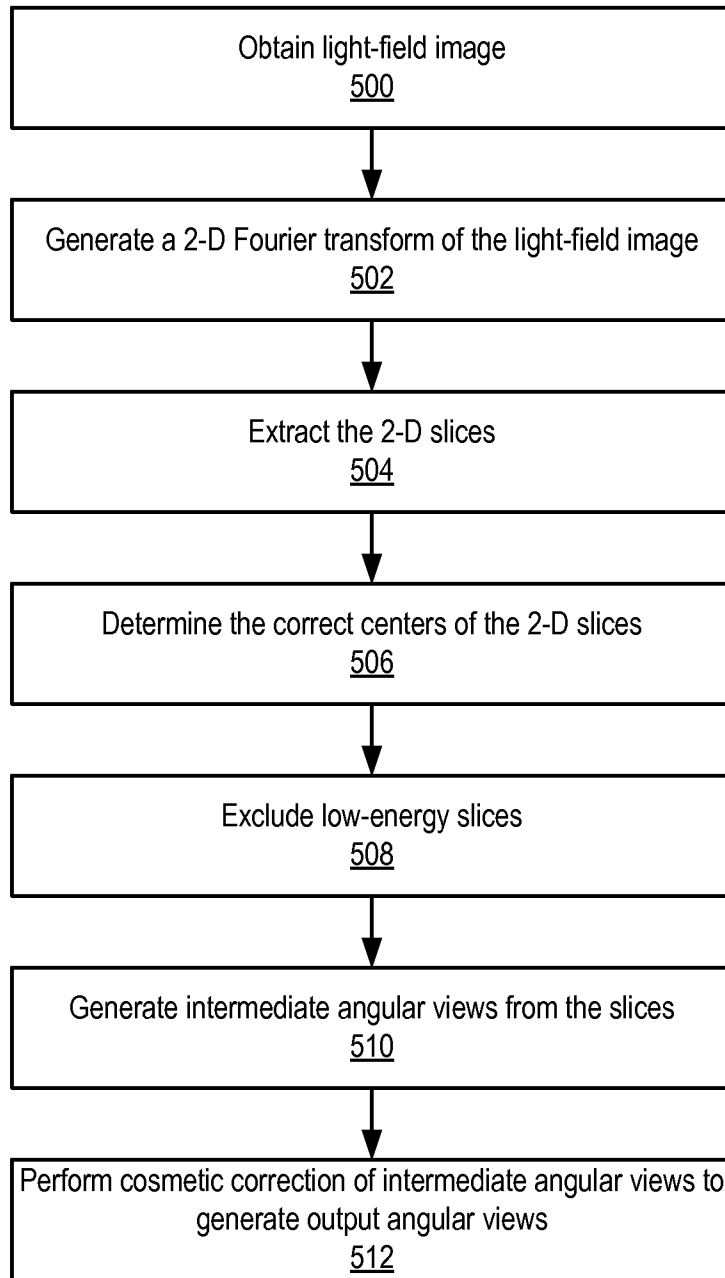 Obtain light-field image
500
Generate a 2-D Fourier transform of the light-field image
502
Extract the 2-D slices
504
Determine the correct centers of the 2-D slices
506
Exclude low-energy slices
508
Generate intermediate angular views from the slices
510
Perform cosmetic correction of intermediate angular views to
generate output angular views
512